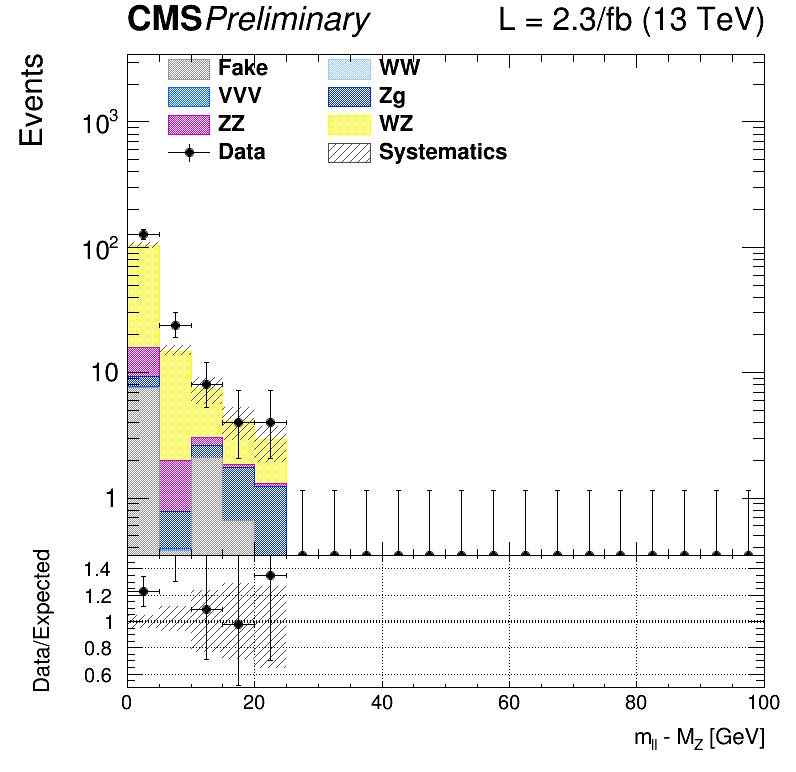 CMS Preliminary L = 2.3/fb (13 TeV)
Events
Fake WW
VVV Zg
ZZ WZ
Data Systematics
10³
10²
10
1
Data/Expected
1.4
1.2
1
0.8
0.6
0 20 40 60 80 100
m_ll - M_Z [GeV]